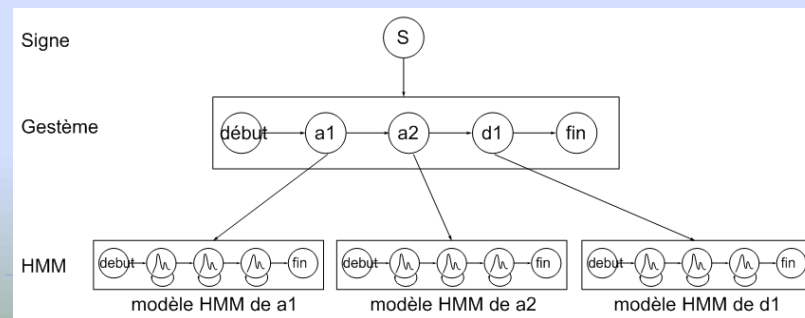 Signe
S
Gestème
début a1 a2 d1 fin
HMM
debut fin debut fin debut fin
modèle HMM de a1 modèle HMM de a2 modèle HMM de d1